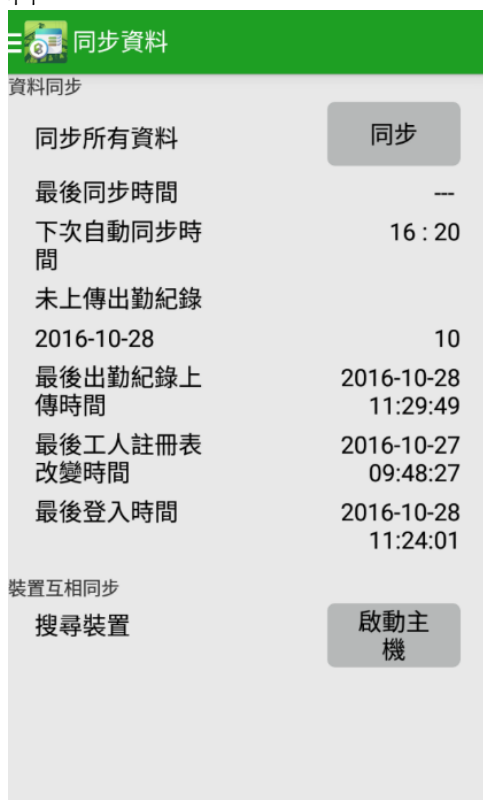 同步資料
資料同步
同步所有資料 同步
最後同步時間 ---
下次自動同步時 16 : 20
間
未上傳出勤紀錄
2016-10-28 10
最後出勤紀錄上 2016-10-28
傳時間 11:29:49
最後工人註冊表 2016-10-27
改變時間 09:48:27
最後登入時間 2016-10-28
11:24:01
裝置互相同步
搜尋裝置 啟動主
機